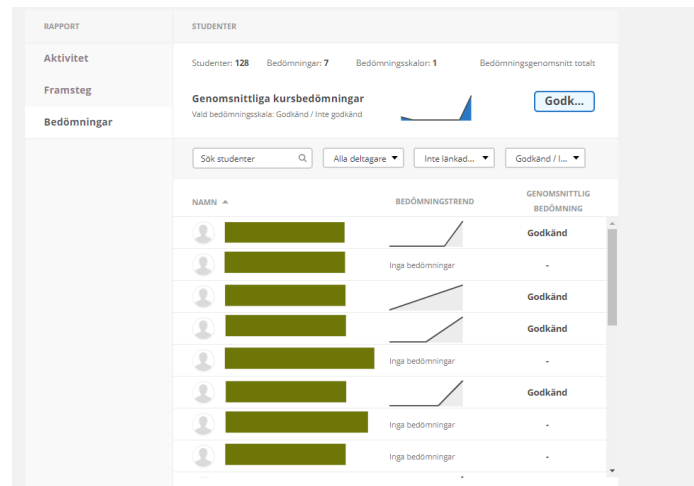 RAPPORT
Aktivitet
Framsteg
Bedömningar
STUDENTER
Studenter: 128 Bedömningar: 7 Bedömningsskalor: 1 Bedömningsgenomsnitt totalt
Genomsnittliga kursbedömningar
Vald bedömningsskala: Godkänd / Inte godkänd
Godk...
Sök studenter Alla deltagare Inte länkad... Godkänd / I...
NAMN BEDÖMNINGSTREND GENOMSNITTLIG
BEDÖMNING
Godkänd
Inga bedömningar -
Godkänd
Godkänd
Inga bedömningar -
Godkänd
Inga bedömningar -
Inga bedömningar -